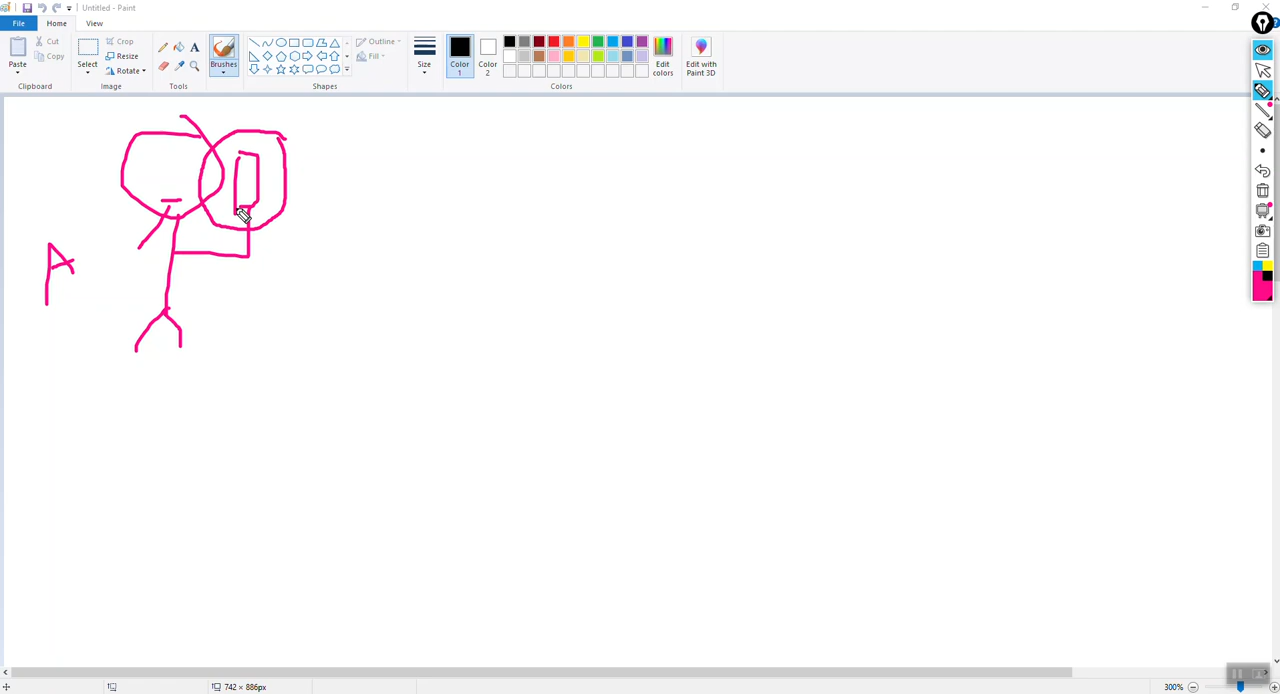 Untitled - Paint
File Home View
Paste Cut Copy Clipboard
Select Crop Resize Rotate Image
Tools
Brushes
Outline Fill Shapes
Size
Color 1 Color 2
Edit colors
Edit with Paint 3D
Colors
A
742 × 886px 300%